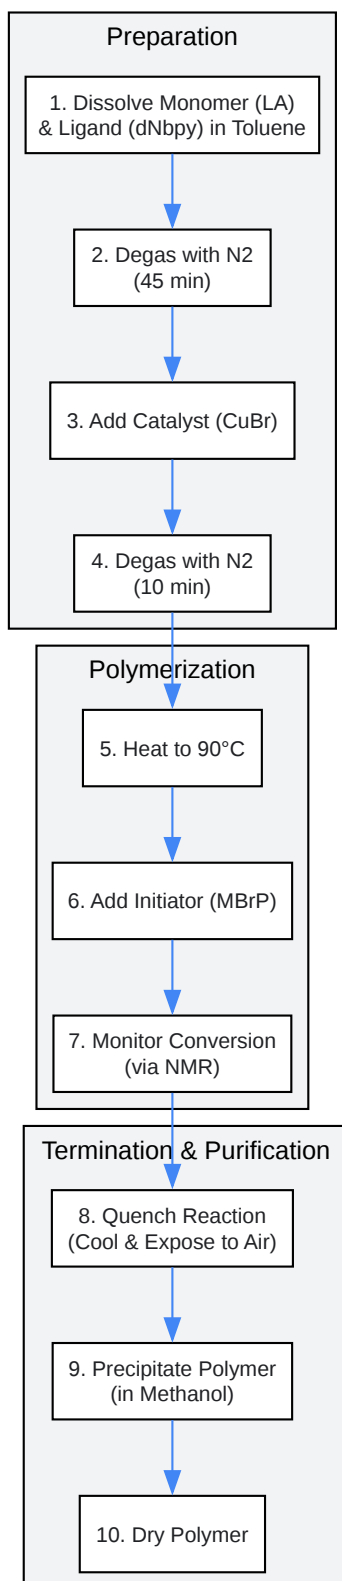 Preparation
1. Dissolve Monomer (LA)
& Ligand (dNbpy) in Toluene
2. Degas with N2
(45 min)
3. Add Catalyst (CuBr)
4. Degas with N2
(10 min)
Polymerization
5. Heat to 90°C
6. Add Initiator (MBrP)
7. Monitor Conversion
(via NMR)
Termination & Purification
8. Quench Reaction
(Cool & Expose to Air)
9. Precipitate Polymer
(in Methanol)
10. Dry Polymer